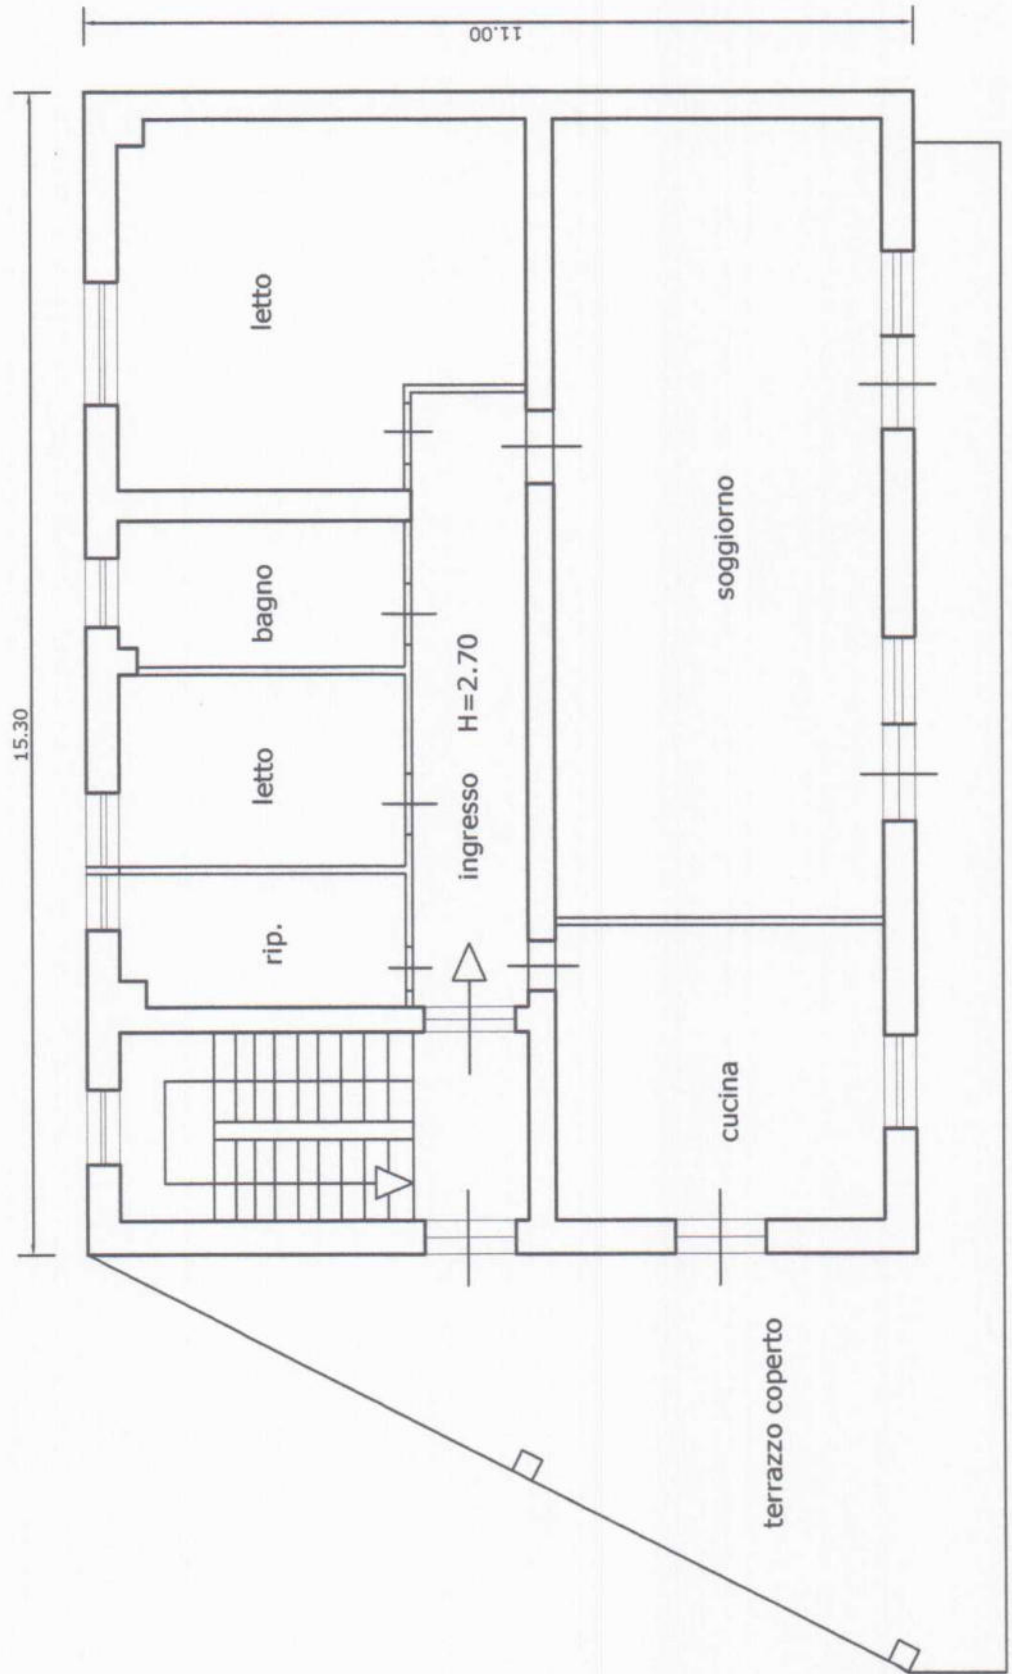 15.30
11.00
rip.
letto
bagno
letto
ingresso H=2.70
cucina
soggiorno
terrazzo coperto